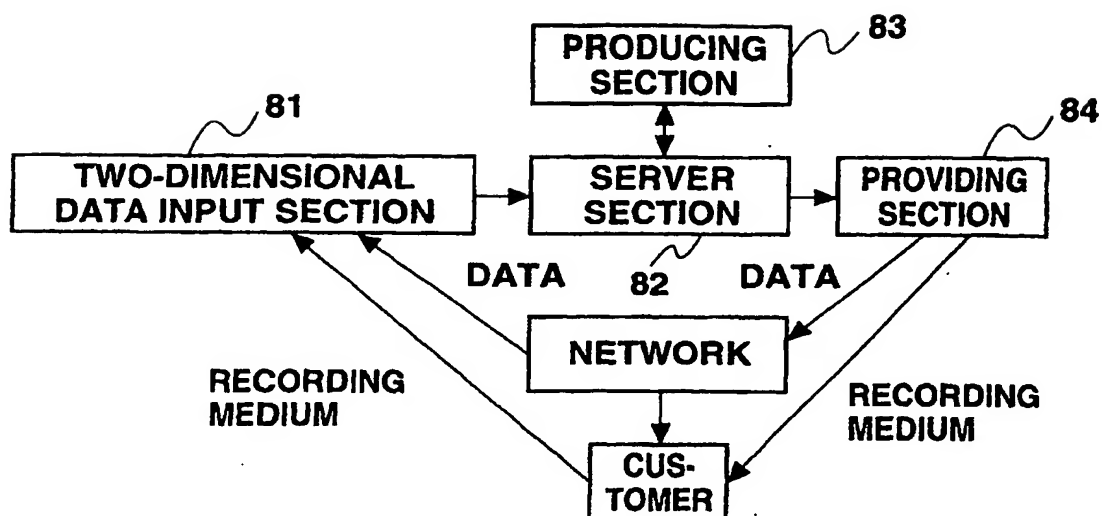 83
PRODUCING
SECTION
81
84
TWO-DIMENSIONAL
DATA INPUT SECTION
SERVER
SECTION
PROVIDING
SECTION
82
DATA
DATA
NETWORK
RECORDING
MEDIUM
RECORDING
MEDIUM
CUS-
TOMER